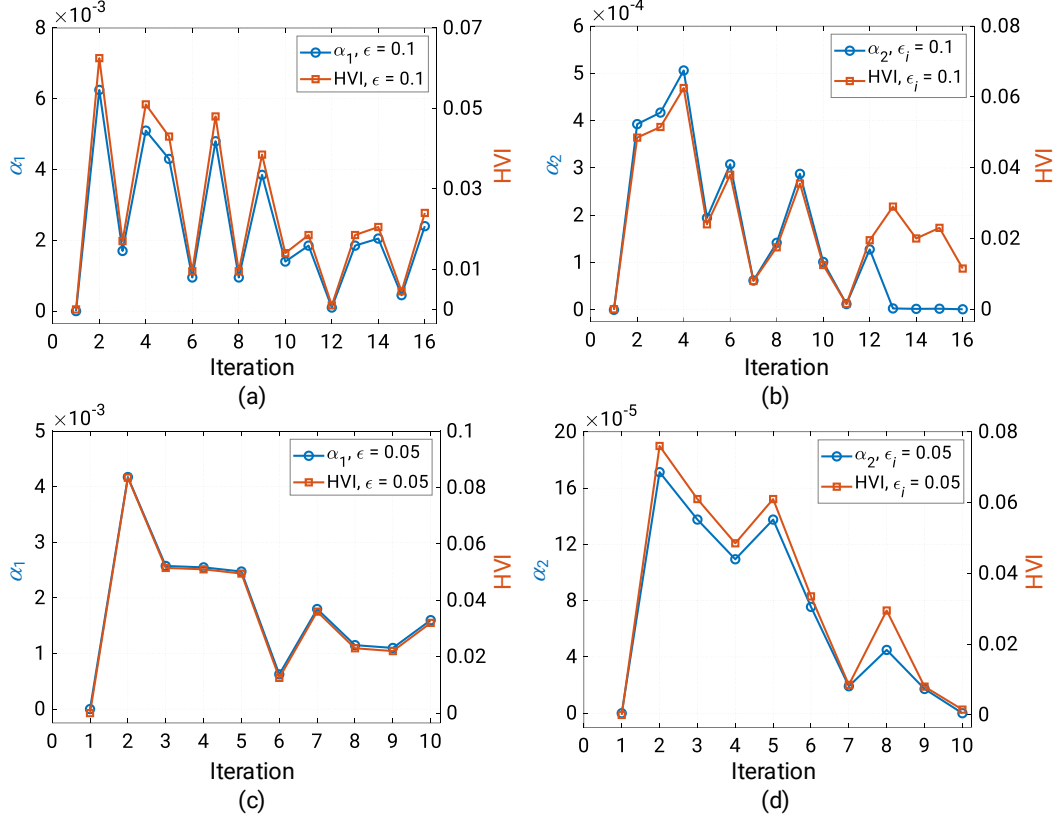 ×10⁻³
8
6
4
2
0
α₁
0.07
0.05
0.03
0.01
0
HVI
α₁, ϵ = 0.1
HVI, ϵ = 0.1
0 2 4 6 8 10 12 14 16
Iteration
(a)
×10⁻⁴
6
5
4
3
2
1
0
α₂
0.08
0.06
0.04
0.02
0
HVI
α₂, ϵᵢ = 0.1
HVI, ϵᵢ = 0.1
0 2 4 6 8 10 12 14 16
Iteration
(b)
×10⁻³
5
4
3
2
1
0
α₁
0.1
0.08
0.06
0.04
0.02
0
HVI
α₁, ϵ = 0.05
HVI, ϵ = 0.05
0 1 2 3 4 5 6 7 8 9 10
Iteration
(c)
×10⁻⁵
20
16
12
8
4
0
α₂
0.08
0.06
0.04
0.02
0
HVI
α₂, ϵᵢ = 0.05
HVI, ϵᵢ = 0.05
0 1 2 3 4 5 6 7 8 9 10
Iteration
(d)